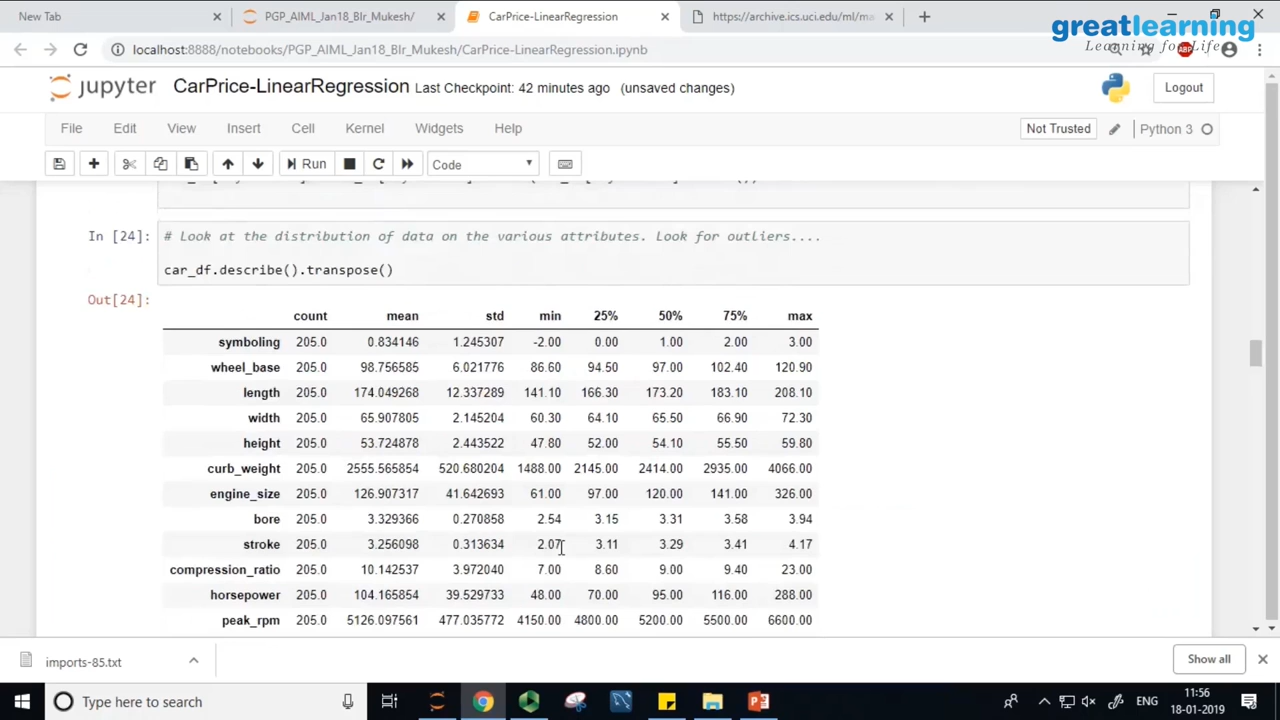 New Tab
PGP_AIML_Jan18_Blr_Mukesh/
CarPrice-LinearRegression
https://archive.ics.uci.edu/ml/ma
greatlearning
Learning for Life
localhost:8888/notebooks/PGP_AIML_Jan18_Blr_Mukesh/CarPrice-LinearRegression.ipynb
ABP
jupyter CarPrice-LinearRegression Last Checkpoint: 42 minutes ago (unsaved changes)
Logout
File Edit View Insert Cell Kernel Widgets Help
Not Trusted
Python 3
Run
Code
In [24]: # Look at the distribution of data on the various attributes. Look for outliers....
car_df.describe().transpose()
Out[24]:
count mean std min 25% 50% 75% max
symboling 205.0 0.834146 1.245307 -2.00 0.00 1.00 2.00 3.00
wheel_base 205.0 98.756585 6.021776 86.60 94.50 97.00 102.40 120.90
length 205.0 174.049268 12.337289 141.10 166.30 173.20 183.10 208.10
width 205.0 65.907805 2.145204 60.30 64.10 65.50 66.90 72.30
height 205.0 53.724878 2.443522 47.80 52.00 54.10 55.50 59.80
curb_weight 205.0 2555.565854 520.680204 1488.00 2145.00 2414.00 2935.00 4066.00
engine_size 205.0 126.907317 41.642693 61.00 97.00 120.00 141.00 326.00
bore 205.0 3.329366 0.270858 2.54 3.15 3.31 3.58 3.94
stroke 205.0 3.256098 0.313634 2.07 3.11 3.29 3.41 4.17
compression_ratio 205.0 10.142537 3.972040 7.00 8.60 9.00 9.40 23.00
horsepower 205.0 104.165854 39.529733 48.00 70.00 95.00 116.00 288.00
peak_rpm 205.0 5126.097561 477.035772 4150.00 4800.00 5200.00 5500.00 6600.00
imports-85.txt
Show all
Type here to search
ENG
11:56
18-01-2019